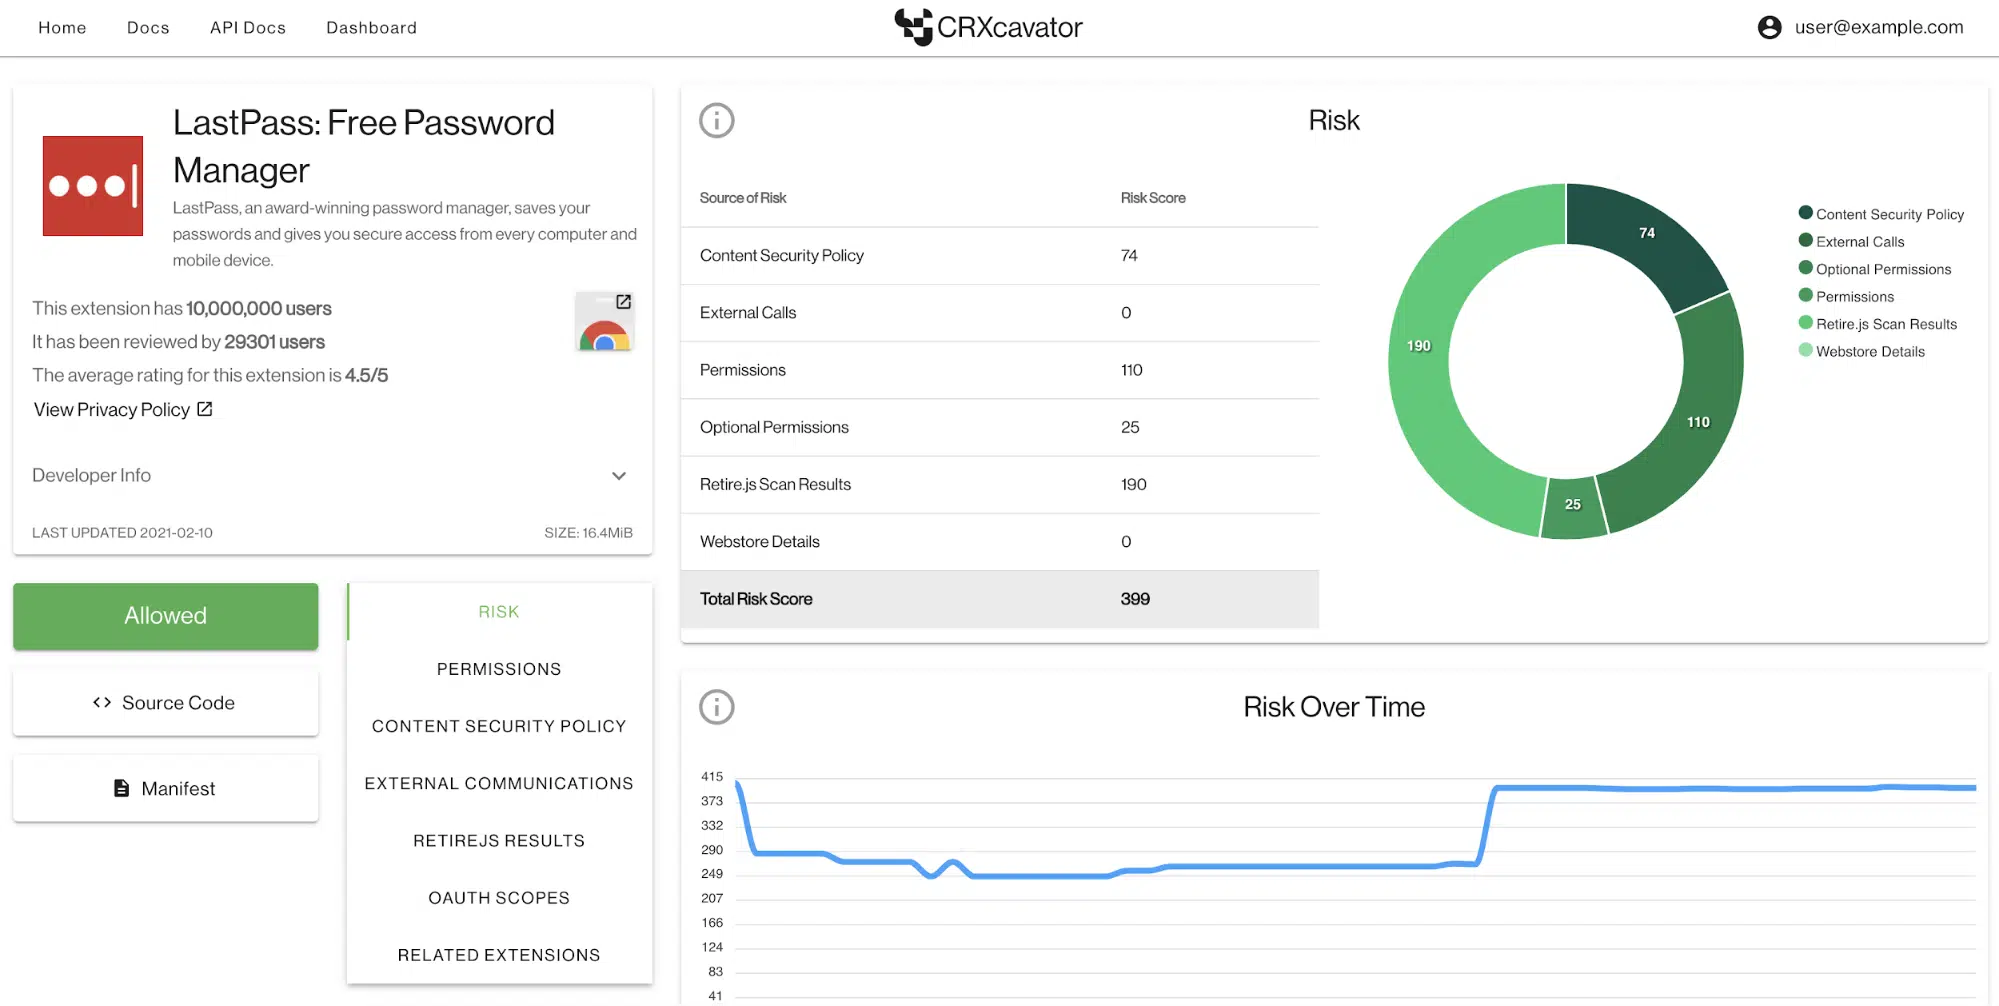 Home Docs API Docs Dashboard
CRXcavator
user@example.com
LastPass: Free Password
Manager
LastPass, an award-winning password manager, saves your
passwords and gives you secure access from every computer and
mobile device.
This extension has 10,000,000 users
It has been reviewed by 29301 users
The average rating for this extension is 4.5/5
View Privacy Policy
Developer Info
LAST UPDATED 2021-02-10 SIZE: 16.4MiB
Allowed
<> Source Code
Manifest
RISK
PERMISSIONS
CONTENT SECURITY POLICY
EXTERNAL COMMUNICATIONS
RETIREJS RESULTS
OAUTH SCOPES
RELATED EXTENSIONS
Risk
Source of Risk Risk Score
Content Security Policy 74
External Calls 0
Permissions 110
Optional Permissions 25
Retire.js Scan Results 190
Webstore Details 0
Total Risk Score 399
74
190
110
25
Content Security Policy
External Calls
Optional Permissions
Permissions
Retire.js Scan Results
Webstore Details
Risk Over Time
415
373
332
290
249
207
166
124
83
41